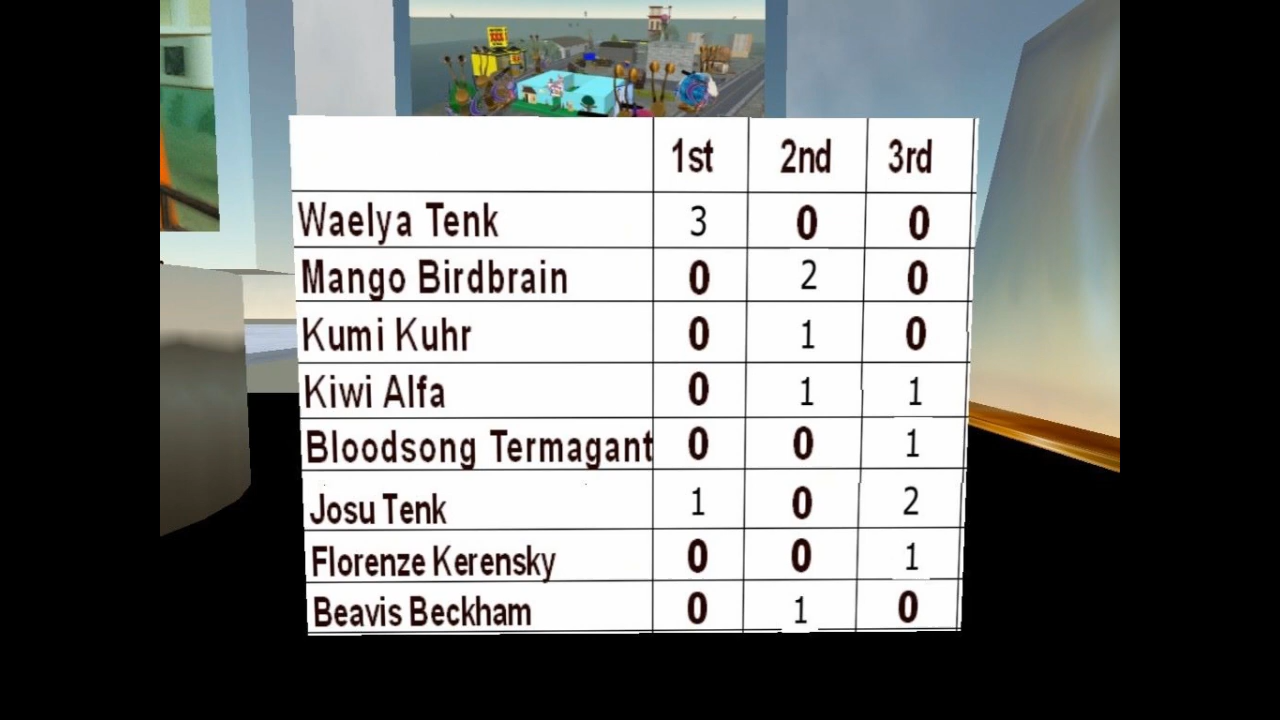 1st 2nd 3rd
Waelya Tenk 3 0 0
Mango Birdbrain 0 2 0
Kumi Kuhr 0 1 0
Kiwi Alfa 0 1 1
Bloodsong Termagant 0 0 1
Josu Tenk 1 0 2
Florenze Kerensky 0 0 1
Beavis Beckham 0 1 0